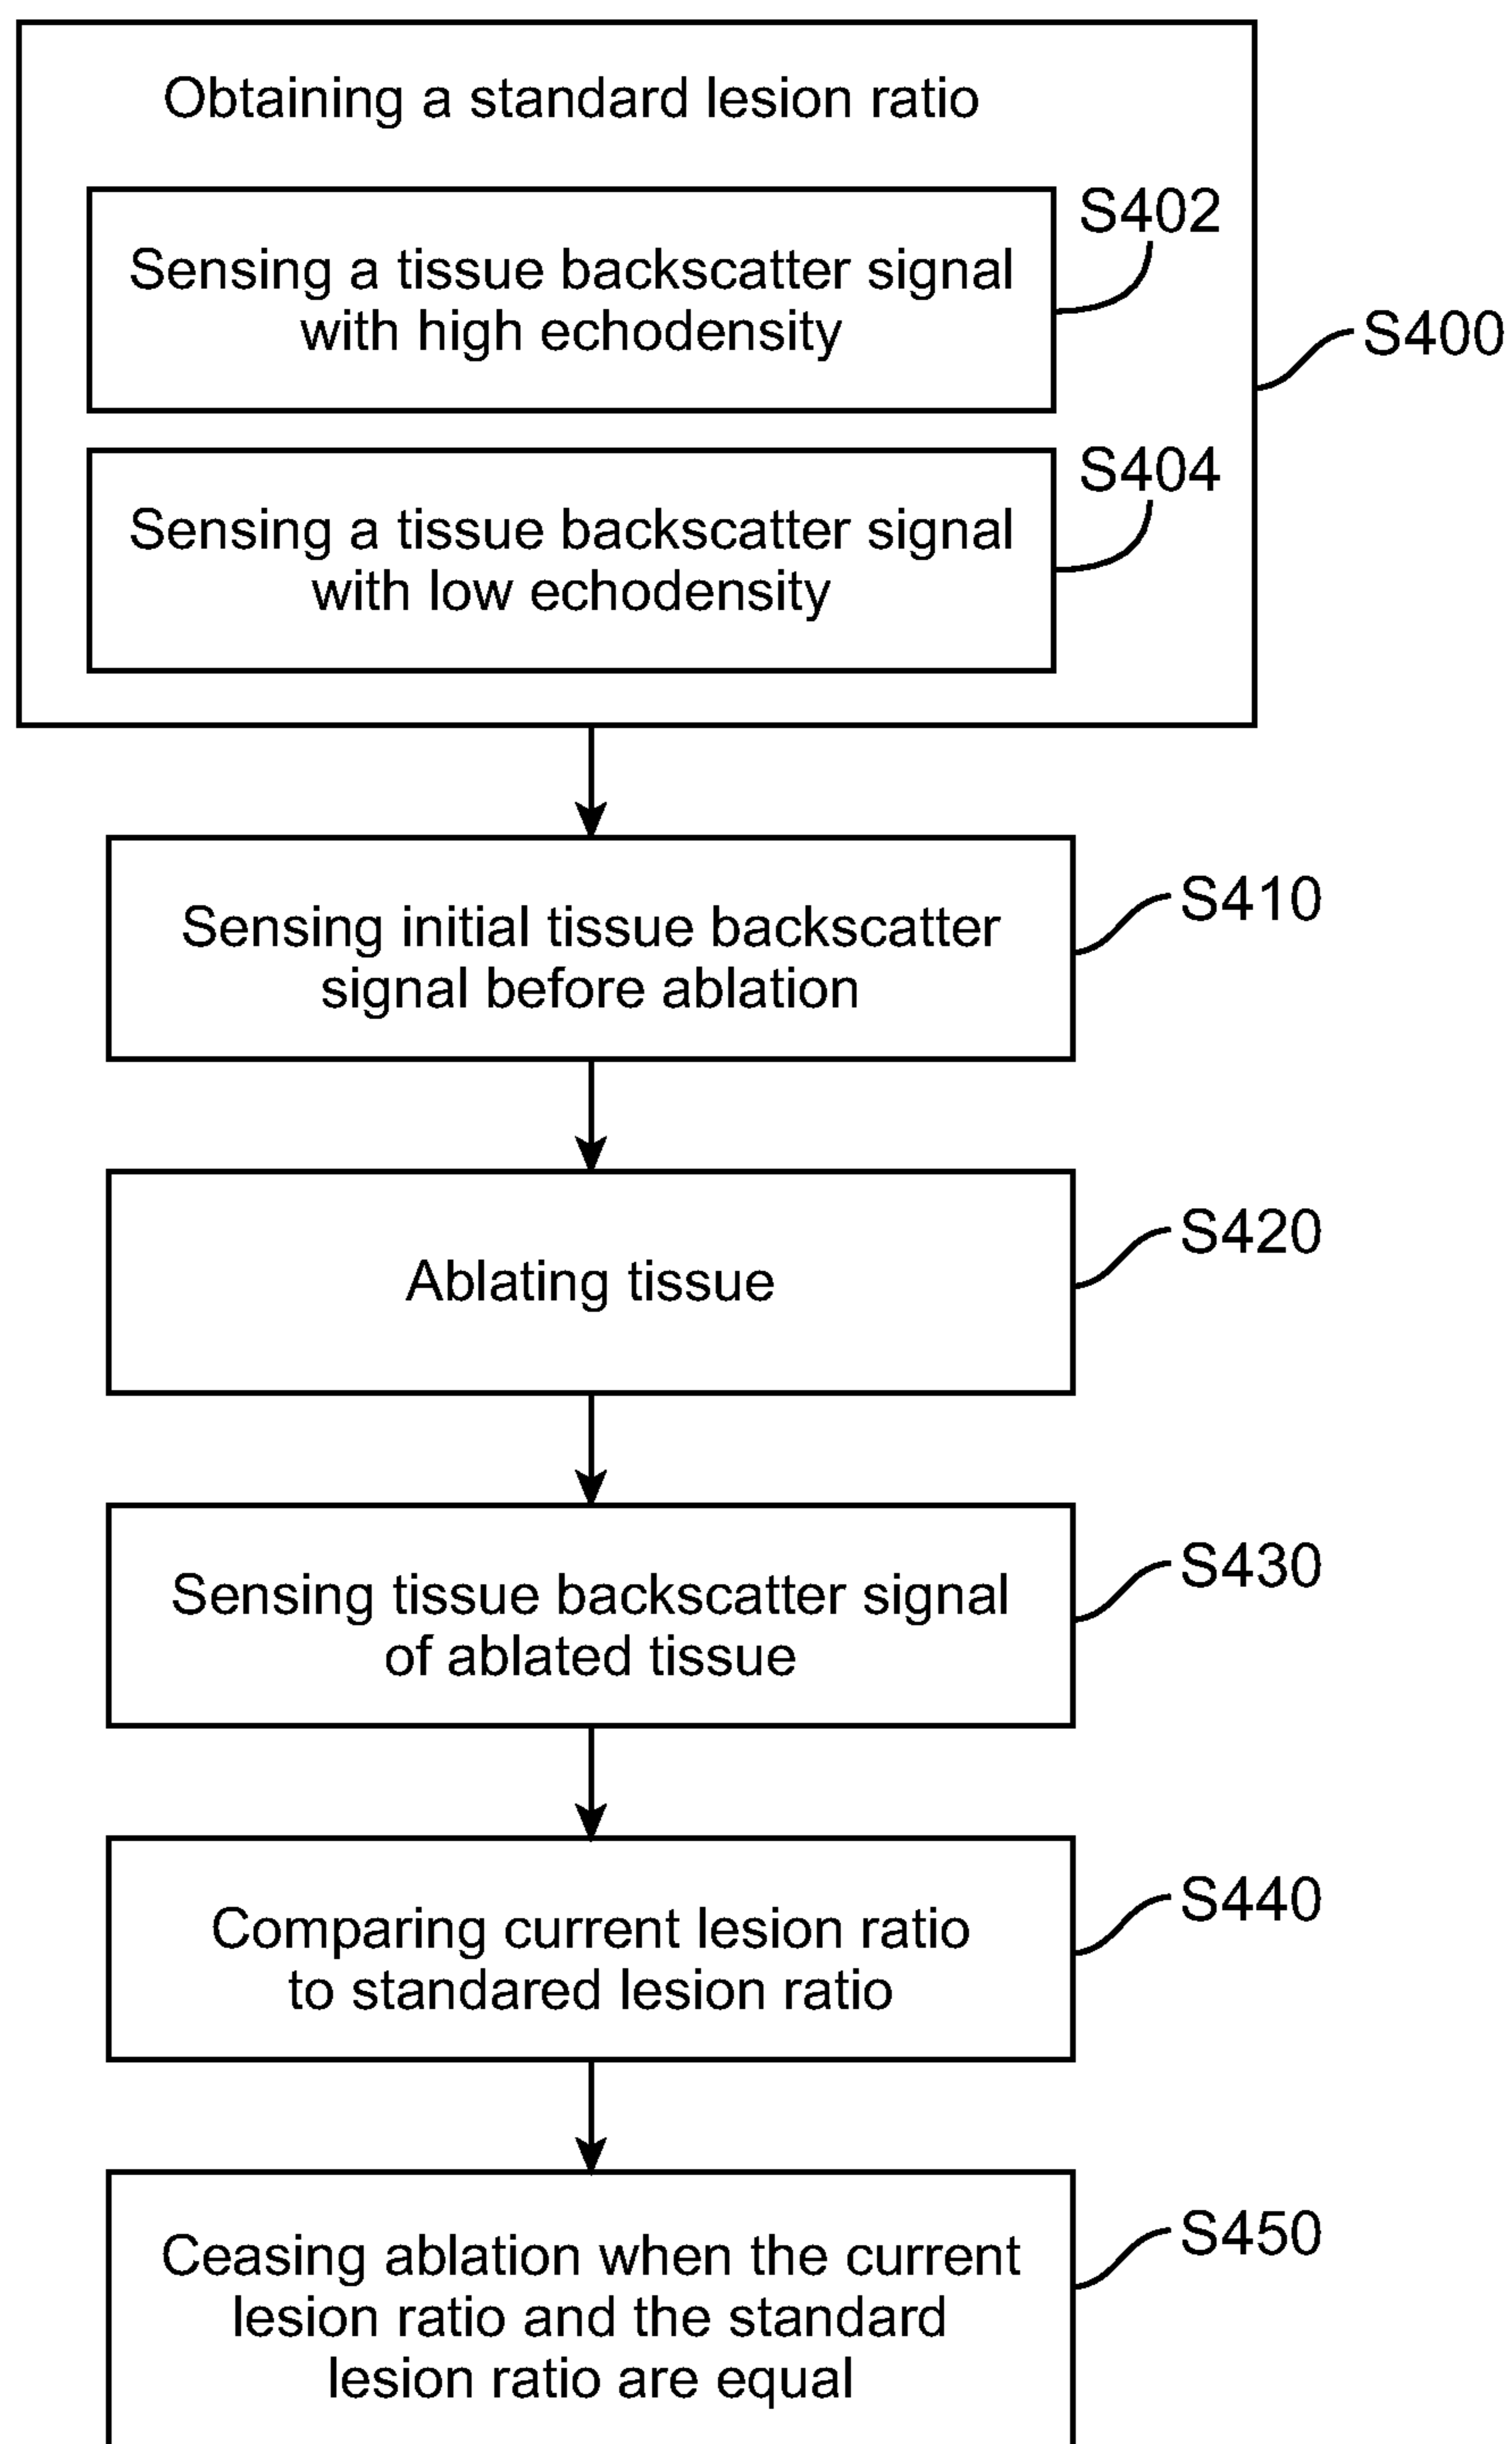 Obtaining a standard lesion ratio
S402
Sensing a tissue backscatter signal
with high echodensity
S400
S404
Sensing a tissue backscatter signal
with low echodensity
S410
Sensing initial tissue backscatter
signal before ablation
S420
Ablating tissue
S430
Sensing tissue backscatter signal
of ablated tissue
S440
Comparing current lesion ratio
to standared lesion ratio
S450
Ceasing ablation when the current
lesion ratio and the standard
lesion ratio are equal